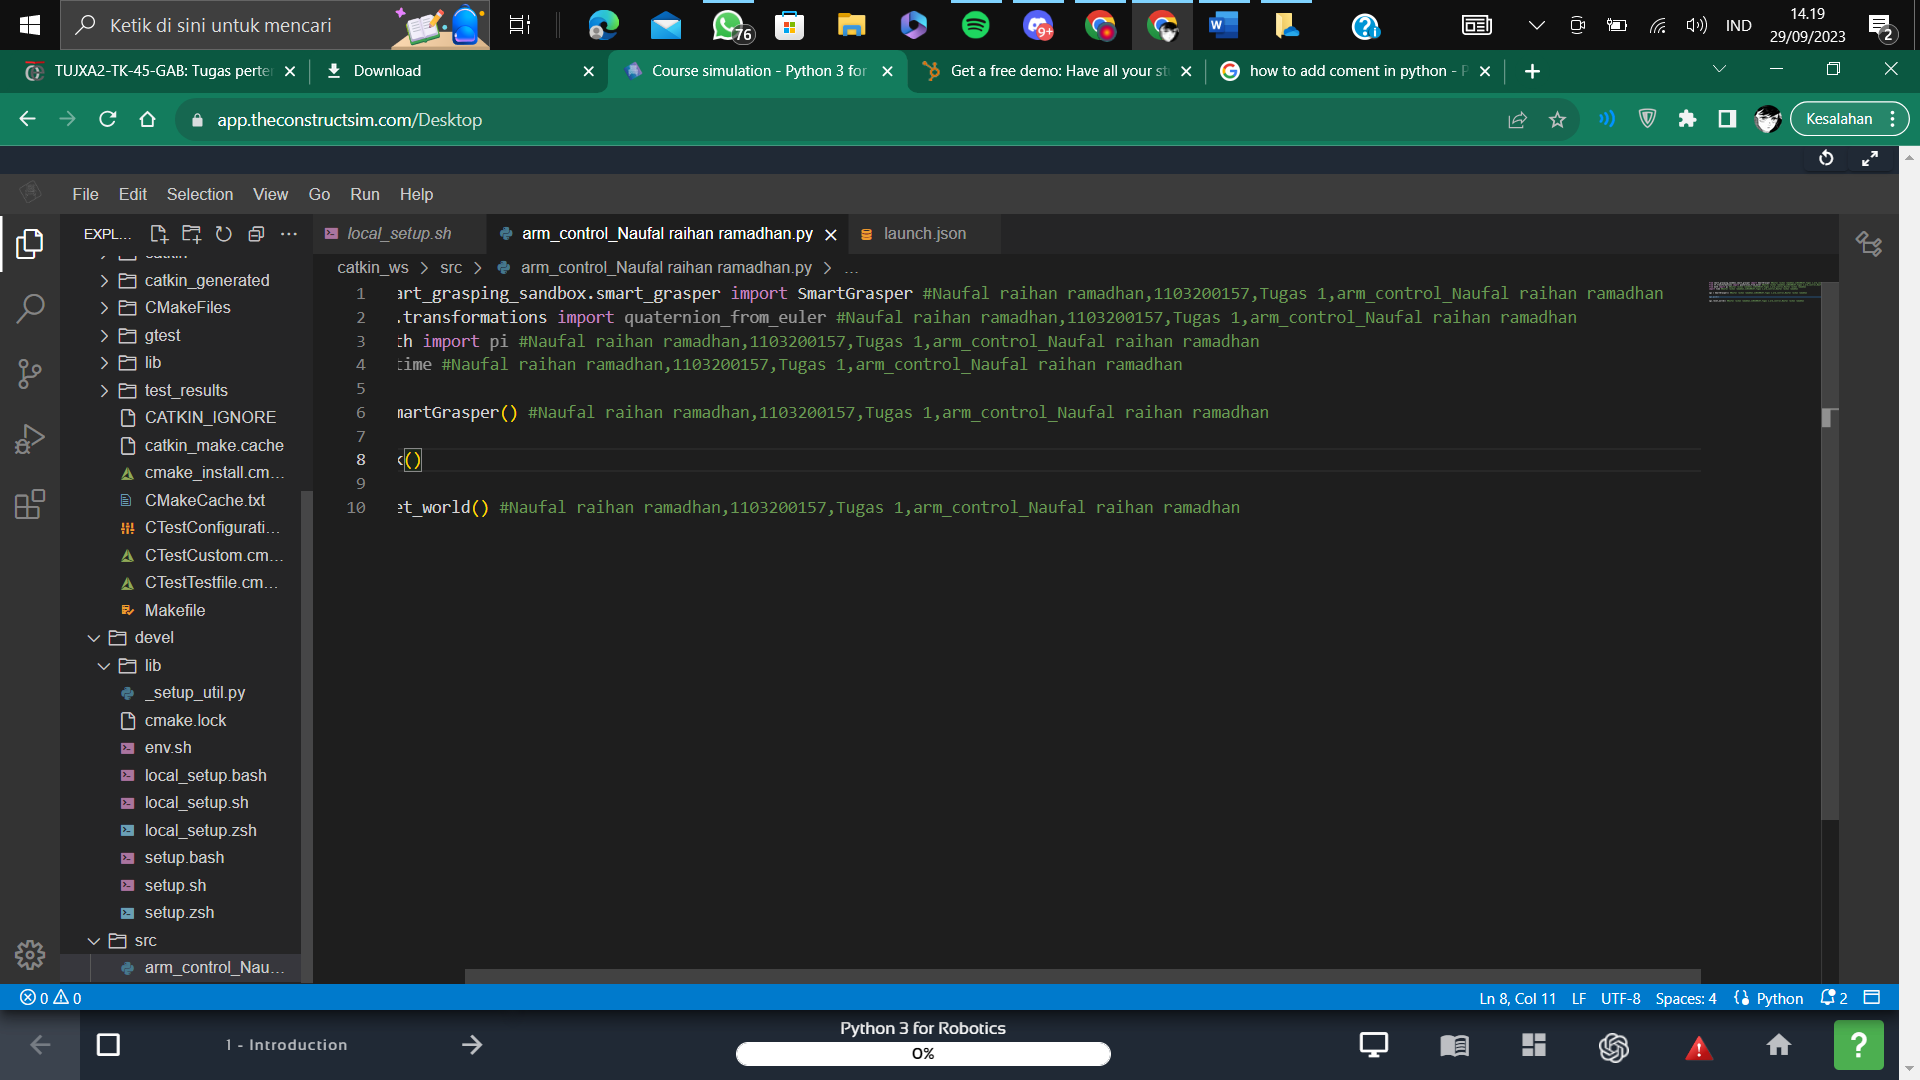 Ketik di sini untuk mencari
76
9+
IND
14.19
29/09/2023
2
TUJXA2-TK-45-GAB: Tugas perte
Download
Course simulation - Python 3 for
Get a free demo: Have all your st
how to add coment in python - P
app.theconstructsim.com/Desktop
Kesalahan
File Edit Selection View Go Run Help
EXPL...
local_setup.sh
arm_control_Naufal raihan ramadhan.py
launch.json
catkin_ws > src > arm_control_Naufal raihan ramadhan.py > ...
catkin
catkin_generated
CMakeFiles
gtest
lib
test_results
CATKIN_IGNORE
catkin_make.cache
cmake_install.cm...
CMakeCache.txt
CTestConfigurati...
CTestCustom.cm...
CTestTestfile.cm...
Makefile
devel
lib
_setup_util.py
cmake.lock
env.sh
local_setup.bash
local_setup.sh
local_setup.zsh
setup.bash
setup.sh
setup.zsh
src
arm_control_Nau...
1 art_grasping_sandbox.smart_grasper import SmartGrasper #Naufal raihan ramadhan,1103200157,Tugas 1,arm_control_Naufal raihan ramadhan
2 .transformations import quaternion_from_euler #Naufal raihan ramadhan,1103200157,Tugas 1,arm_control_Naufal raihan ramadhan
3 th import pi #Naufal raihan ramadhan,1103200157,Tugas 1,arm_control_Naufal raihan ramadhan
4 time #Naufal raihan ramadhan,1103200157,Tugas 1,arm_control_Naufal raihan ramadhan
5
6 martGrasper() #Naufal raihan ramadhan,1103200157,Tugas 1,arm_control_Naufal raihan ramadhan
7
8 k()
9
10 et_world() #Naufal raihan ramadhan,1103200157,Tugas 1,arm_control_Naufal raihan ramadhan
0 0
Ln 8, Col 11 LF UTF-8 Spaces: 4 Python 2
1 - Introduction
Python 3 for Robotics
0%
?